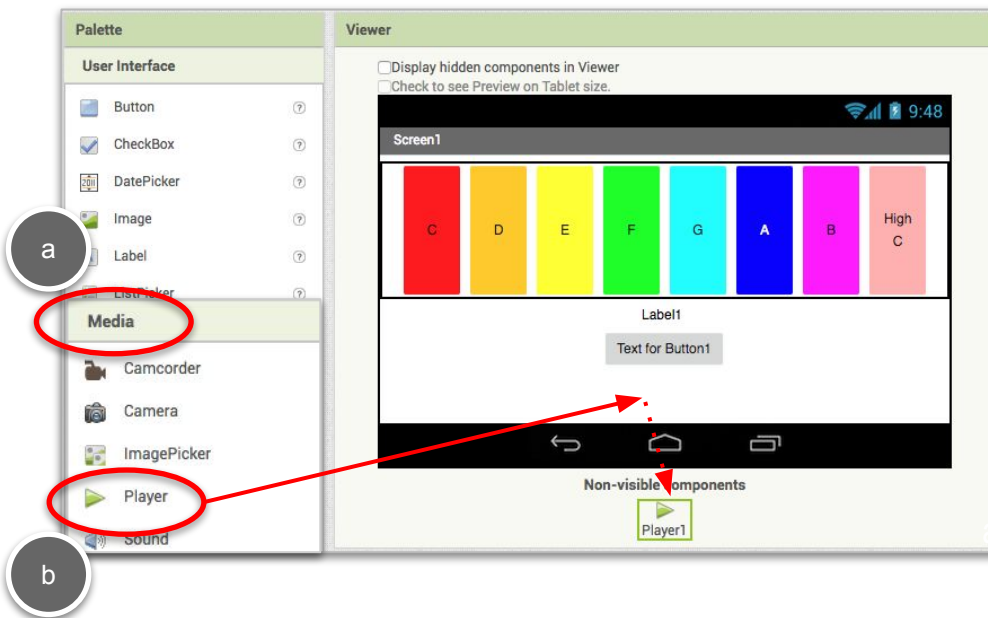 Palette
User Interface
Button ?
CheckBox ?
2011 DatePicker ?
Image ?
Label ?
ListPicker ?
a
Media
Camcorder
Camera
ImagePicker
Player
Sound
b
Viewer
Display hidden components in Viewer
Check to see Preview on Tablet size.
9:48
Screen1
C D E F G A B High
C
Label1
Text for Button1
Non-visible components
Player1